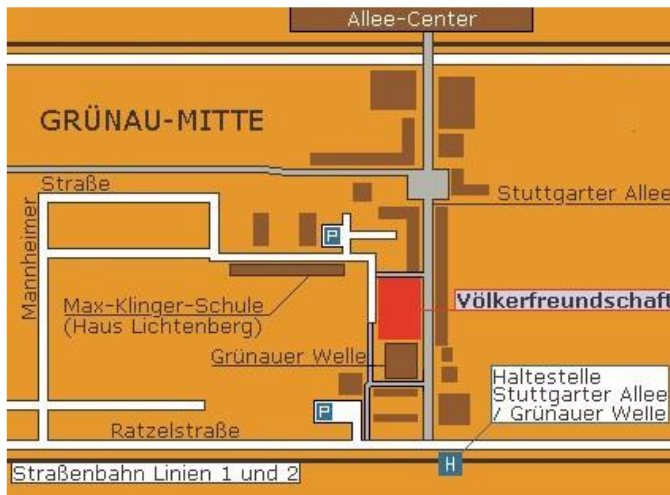 Allee-Center
GRÜNAU-MITTE
Straße
Mannheimer
Stuttgarter Allee
P
Max-Klinger-Schule
(Haus Lichtenberg)
Völkerfreundschaft
Grünauer Welle
Haltestelle
Stuttgarter Allee
/ Grünauer Welle
P
Ratzelstraße
H
Straßenbahn Linien 1 und 2